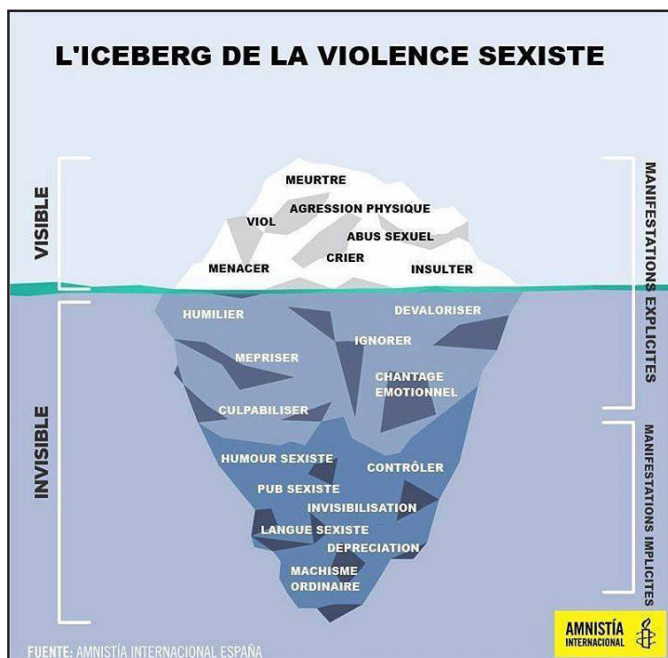 L'ICEBERG DE LA VIOLENCE SEXISTE
VISIBLE
MEURTRE
AGRESSION PHYSIQUE
VIOL
ABUS SEXUEL
CRIER
MENACER
INSULTER
MANIFESTATIONS EXPLICITES
INVISIBLE
HUMILIER
DEVALORISER
IGNORER
MEPRISER
CHANTAGE
EMOTIONNEL
CULPABILISER
HUMOUR SEXISTE
CONTRÔLER
PUB SEXISTE
INVISIBILISATION
LANGUE SEXISTE
DEPRECIATION
MACHISME
ORDINAIRE
MANIFESTATIONS IMPLICITES
FUENTE: AMNISTÍA INTERNACIONAL ESPAÑA
AMNISTÍA
INTERNACIONAL